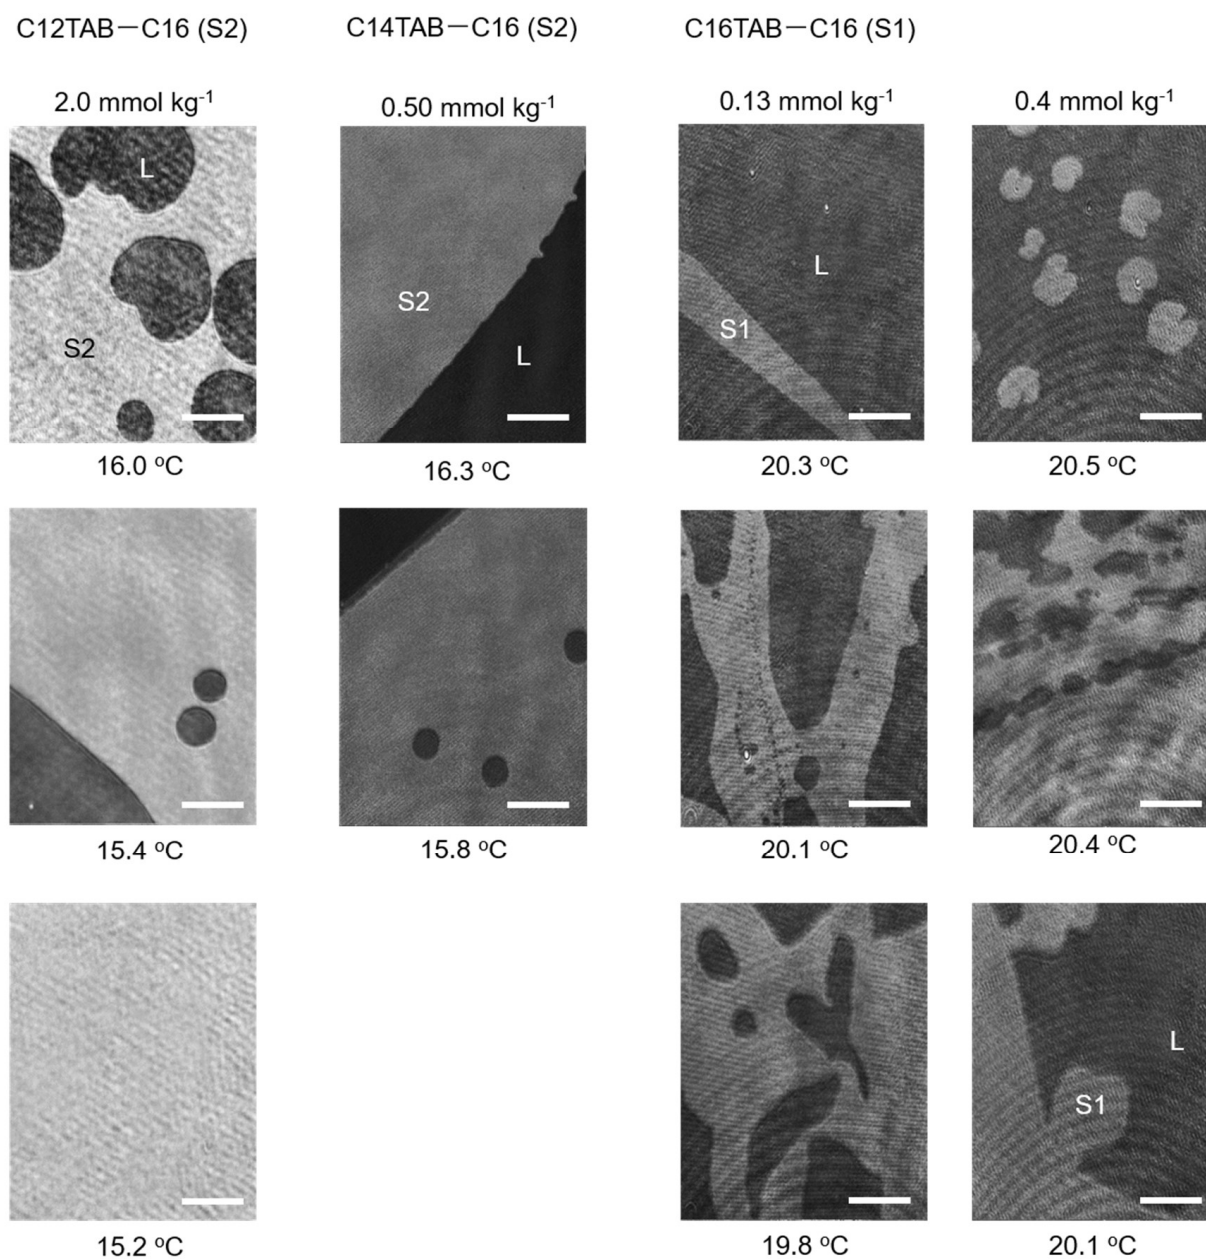 C12TAB—C16 (S2) C14TAB—C16 (S2) C16TAB—C16 (S1)
2.0 mmol kg-1 0.50 mmol kg-1 0.13 mmol kg-1 0.4 mmol kg-1
L
S2
S2
L
L
S1
16.0 oC 16.3 oC 20.3 oC 20.5 oC
15.4 oC 15.8 oC 20.1 oC 20.4 oC
L
S1
15.2 oC 19.8 oC 20.1 oC